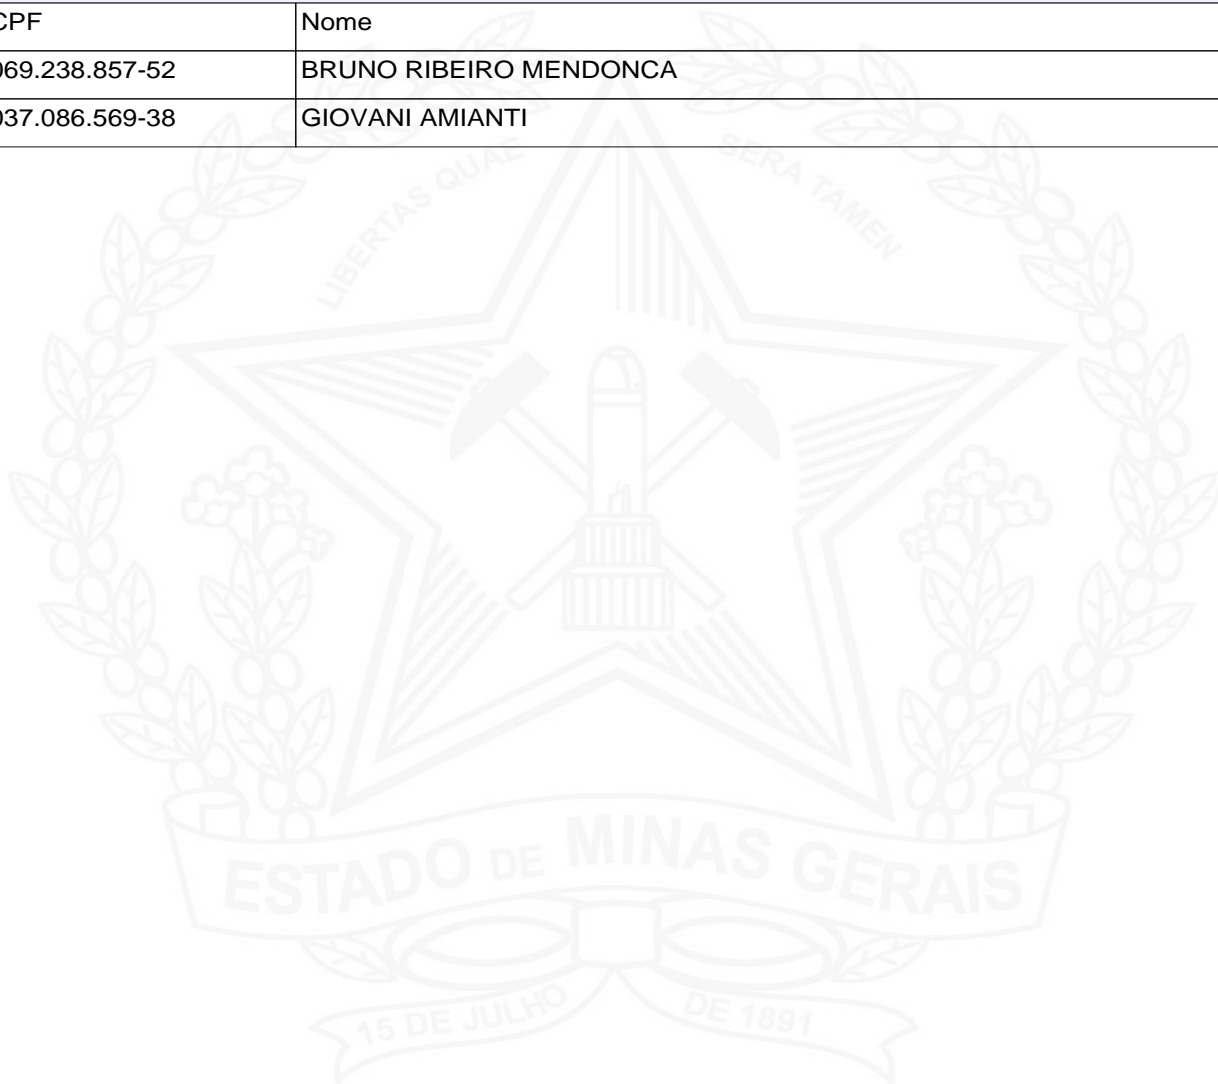 CPF Nome
069.238.857-52 BRUNO RIBEIRO MENDONCA
037.086.569-38 GIOVANI AMIANTI
LIBERTAS QUAE SERA TAMEN
ESTADO DE MINAS GERAIS
15 DE JULHO DE 1891